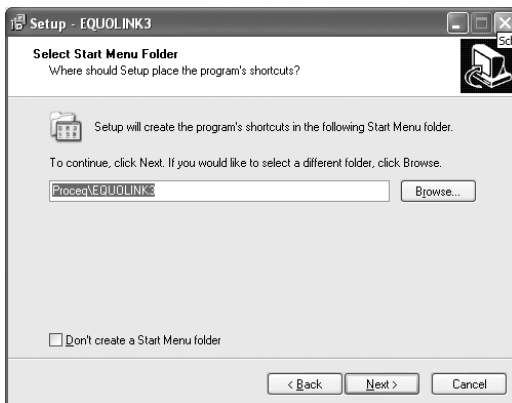 Setup - EQUOLINK3
Select Start Menu Folder
Where should Setup place the program's shortcuts?
Setup will create the program's shortcuts in the following Start Menu folder.
To continue, click Next. If you would like to select a different folder, click Browse.
Proceq\EQUOLINK3
Browse...
Don't create a Start Menu folder
< Back
Next >
Cancel